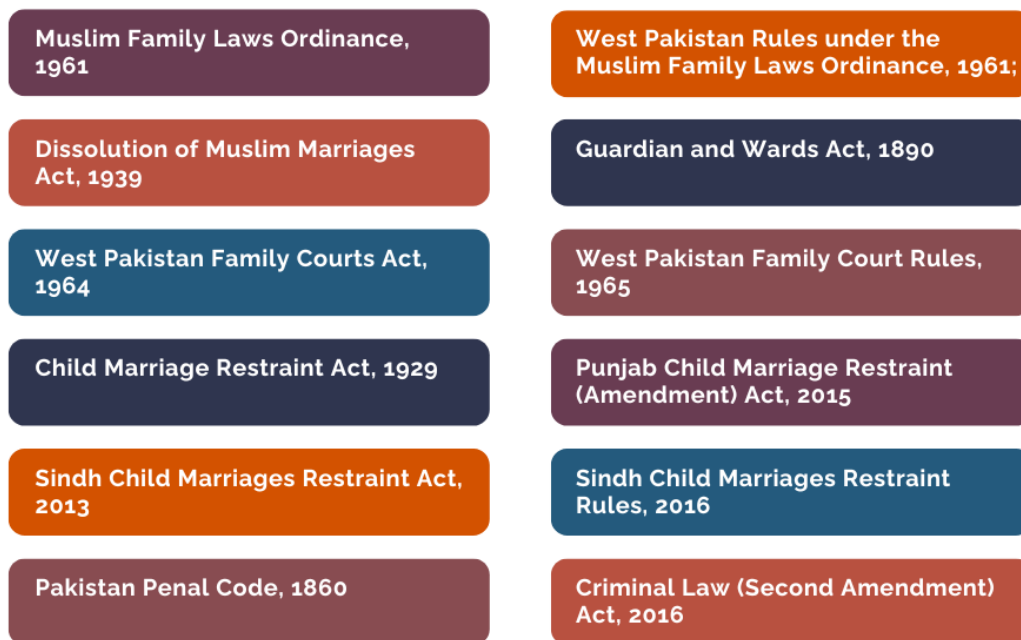 Muslim Family Laws Ordinance,
1961
West Pakistan Rules under the
Muslim Family Laws Ordinance, 1961;
Dissolution of Muslim Marriages
Act, 1939
Guardian and Wards Act, 1890
West Pakistan Family Courts Act,
1964
West Pakistan Family Court Rules,
1965
Child Marriage Restraint Act, 1929
Punjab Child Marriage Restraint
(Amendment) Act, 2015
Sindh Child Marriages Restraint Act,
2013
Sindh Child Marriages Restraint
Rules, 2016
Pakistan Penal Code, 1860
Criminal Law (Second Amendment)
Act, 2016